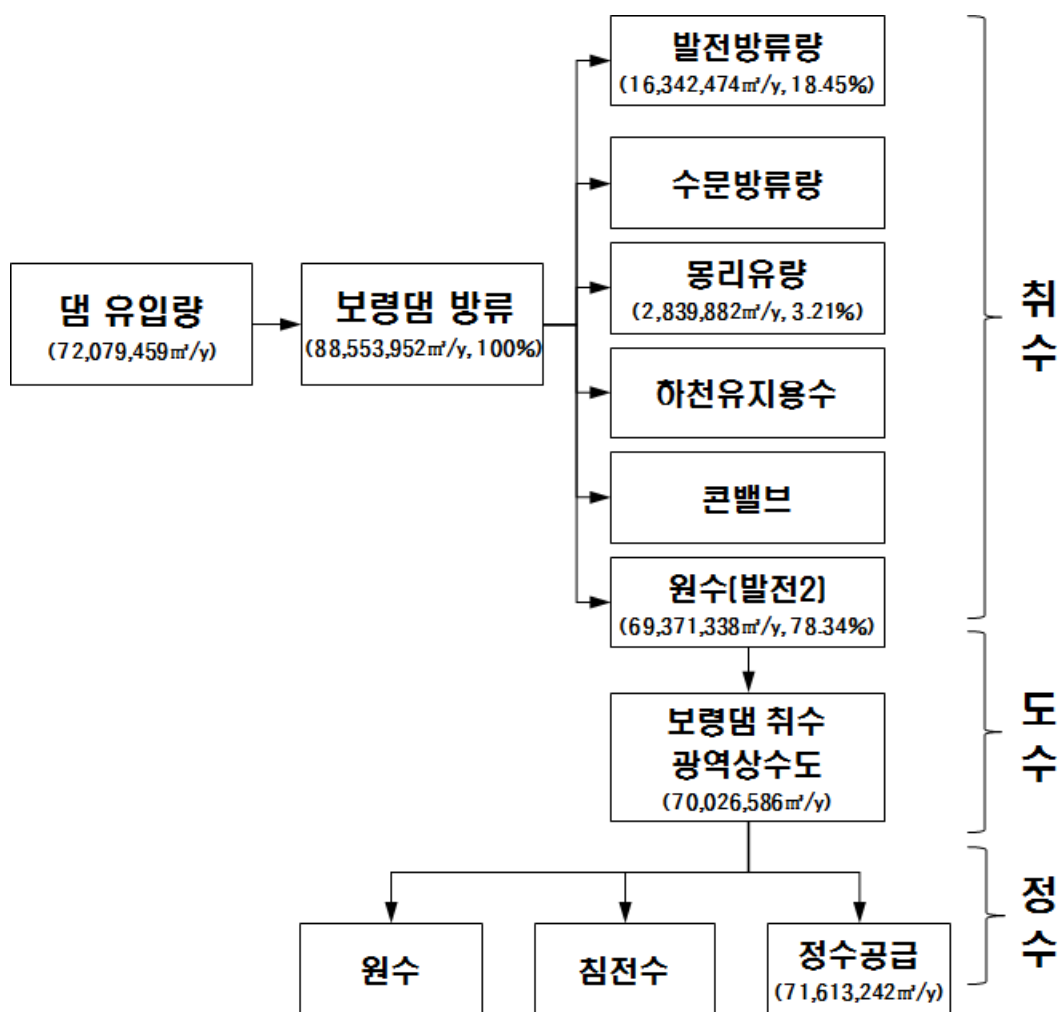 발전방류량
(16,342,474㎥/y, 18.45%)
수문방류량
몽리유량
(2,839,882㎥/y, 3.21%)
댐 유입량
(72,079,459㎥/y)
보령댐 방류
(88,553,952㎥/y, 100%)
하천유지용수
콘밸브
원수(발전2)
(69,371,338㎥/y, 78.34%)
취
수
보령댐 취수
광역상수도
(70,026,586㎥/y)
도
수
원수
침전수
정수공급
(71,613,242㎥/y)
정
수